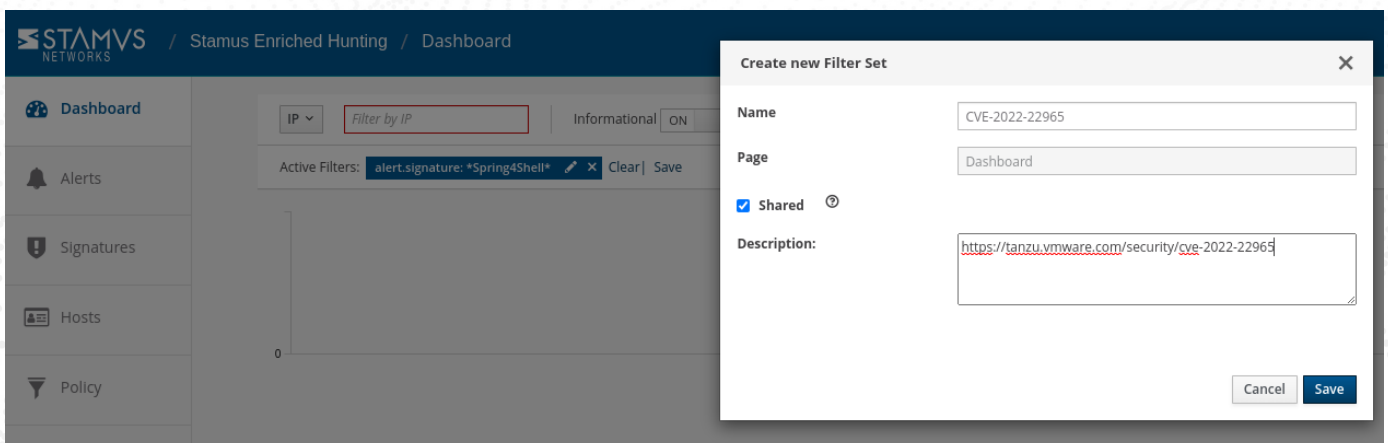 STAMVS NETWORKS / Stamus Enriched Hunting / Dashboard
Dashboard
Alerts
Signatures
Hosts
Policy
IP Filter by IP Informational ON
Active Filters: alert.signature: *Spring4Shell* Clear| Save
0
Create new Filter Set
Name CVE-2022-22965
Page Dashboard
Shared
Description: https://tanzu.vmware.com/security/cve-2022-22965
Cancel Save